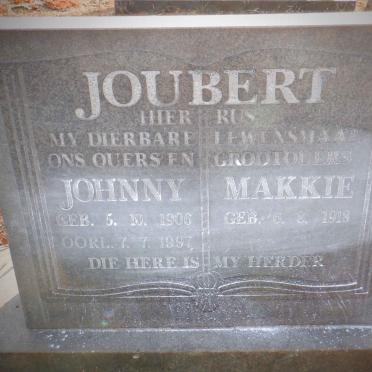 JOUBERT
HIER RUS
MY DIERBARE LEWENSMAAT
ONS OUERS EN GROOTOUERS
JOHNNY MAKKIE
GEB. 5. 10. 1906 GEB. 6. 8. 1918
OORL. 7. 7. 1987
DIE HERE IS MY HERDER